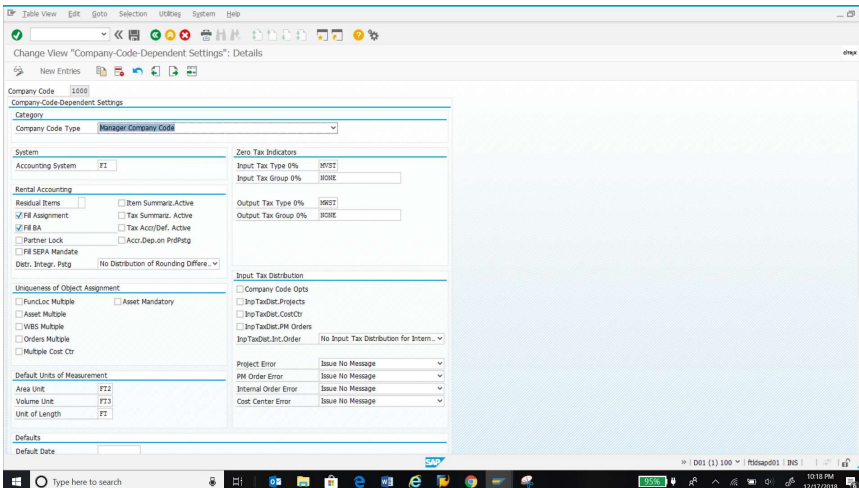 Table View Edit Goto Selection Utilities System Help
Change View "Company-Code-Dependent Settings": Details
citrix
New Entries
Company Code 1000
Company-Code-Dependent Settings
Category
Company Code Type Manager Company Code
System
Accounting System FI
Zero Tax Indicators
Input Tax Type 0% MVST
Input Tax Group 0% NONE
Output Tax Type 0% MWST
Output Tax Group 0% NONE
Rental Accounting
Residual Items Item Summariz.Active
Fill Assignment Tax Summariz. Active
Fill BA Tax Accr/Def. Active
Partner Lock Accr.Dep.on PrdPstg
Fill SEPA Mandate
Distr. Integr. Pstg No Distribution of Rounding Differe..
Input Tax Distribution
Company Code Opts
InpTaxDist.Projects
InpTaxDist.CostCtr
InpTaxDist.PM Orders
InpTaxDist.Int.Order No Input Tax Distribution for Intern..
Project Error Issue No Message
PM Order Error Issue No Message
Internal Order Error Issue No Message
Cost Center Error Issue No Message
Uniqueness of Object Assignment
FuncLoc Multiple Asset Mandatory
Asset Multiple
WBS Multiple
Orders Multiple
Multiple Cost Ctr
Default Units of Measurement
Area Unit FT2
Volume Unit FT3
Unit of Length FT
Defaults
Default Date
SAP
» D01 (1) 100 ftldsapd01 INS
Type here to search
95%
10:18 PM
12/17/2018